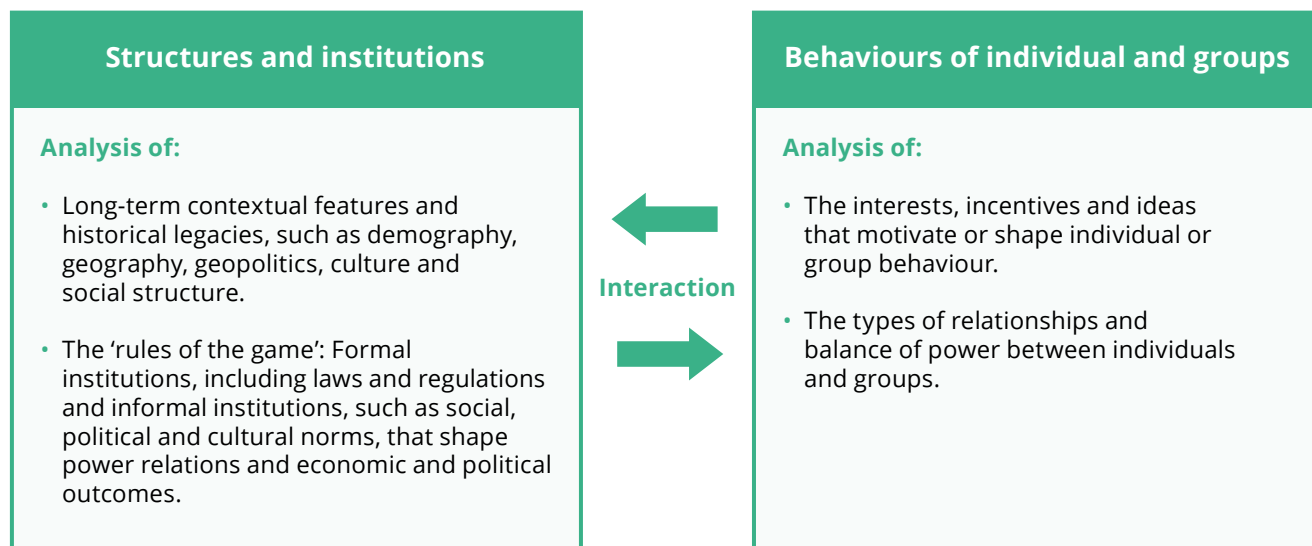 Structures and institutions
Analysis of:
• Long-term contextual features and
historical legacies, such as demography,
geography, geopolitics, culture and
social structure.
• The ‘rules of the game’: Formal
institutions, including laws and regulations
and informal institutions, such as social,
political and cultural norms, that shape
power relations and economic and political
outcomes.
Interaction
Behaviours of individual and groups
Analysis of:
• The interests, incentives and ideas
that motivate or shape individual or
group behaviour.
• The types of relationships and
balance of power between individuals
and groups.